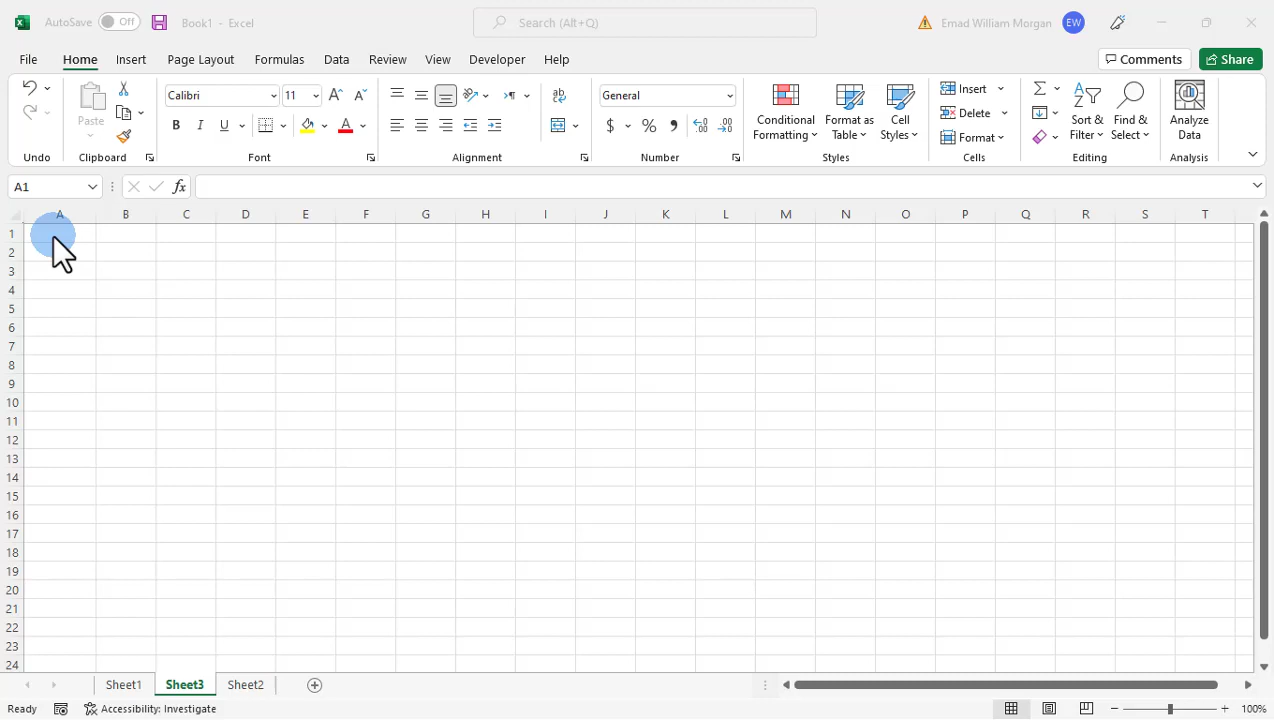 AutoSave Off Book1 - Excel Search (Alt+Q) Emad William Morgan EW
File Home Insert Page Layout Formulas Data Review View Developer Help Comments Share
Undo
Paste
Clipboard
Calibri 11
B I U
Font
Alignment
General
$ % ,
Number
Conditional Formatting
Format as Table
Cell Styles
Styles
Insert
Delete
Format
Cells
Sort & Filter
Find & Select
Editing
Analyze Data
Analysis
A1 fx
A B C D E F G H I J K L M N O P Q R S T
1
2
3
4
5
6
7
8
9
10
11
12
13
14
15
16
17
18
19
20
21
22
23
24
Sheet1 Sheet3 Sheet2
Ready Accessibility: Investigate 100%